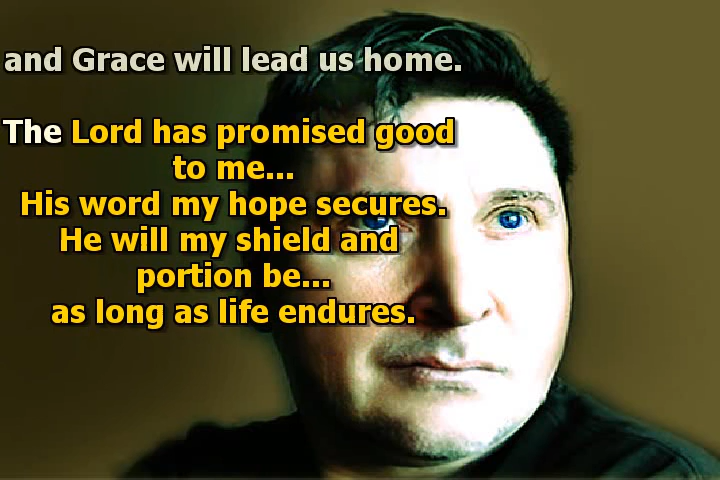 and Grace will lead us home.
The Lord has promised good
to me...
His word my hope secures.
He will my shield and
portion be...
as long as life endures.